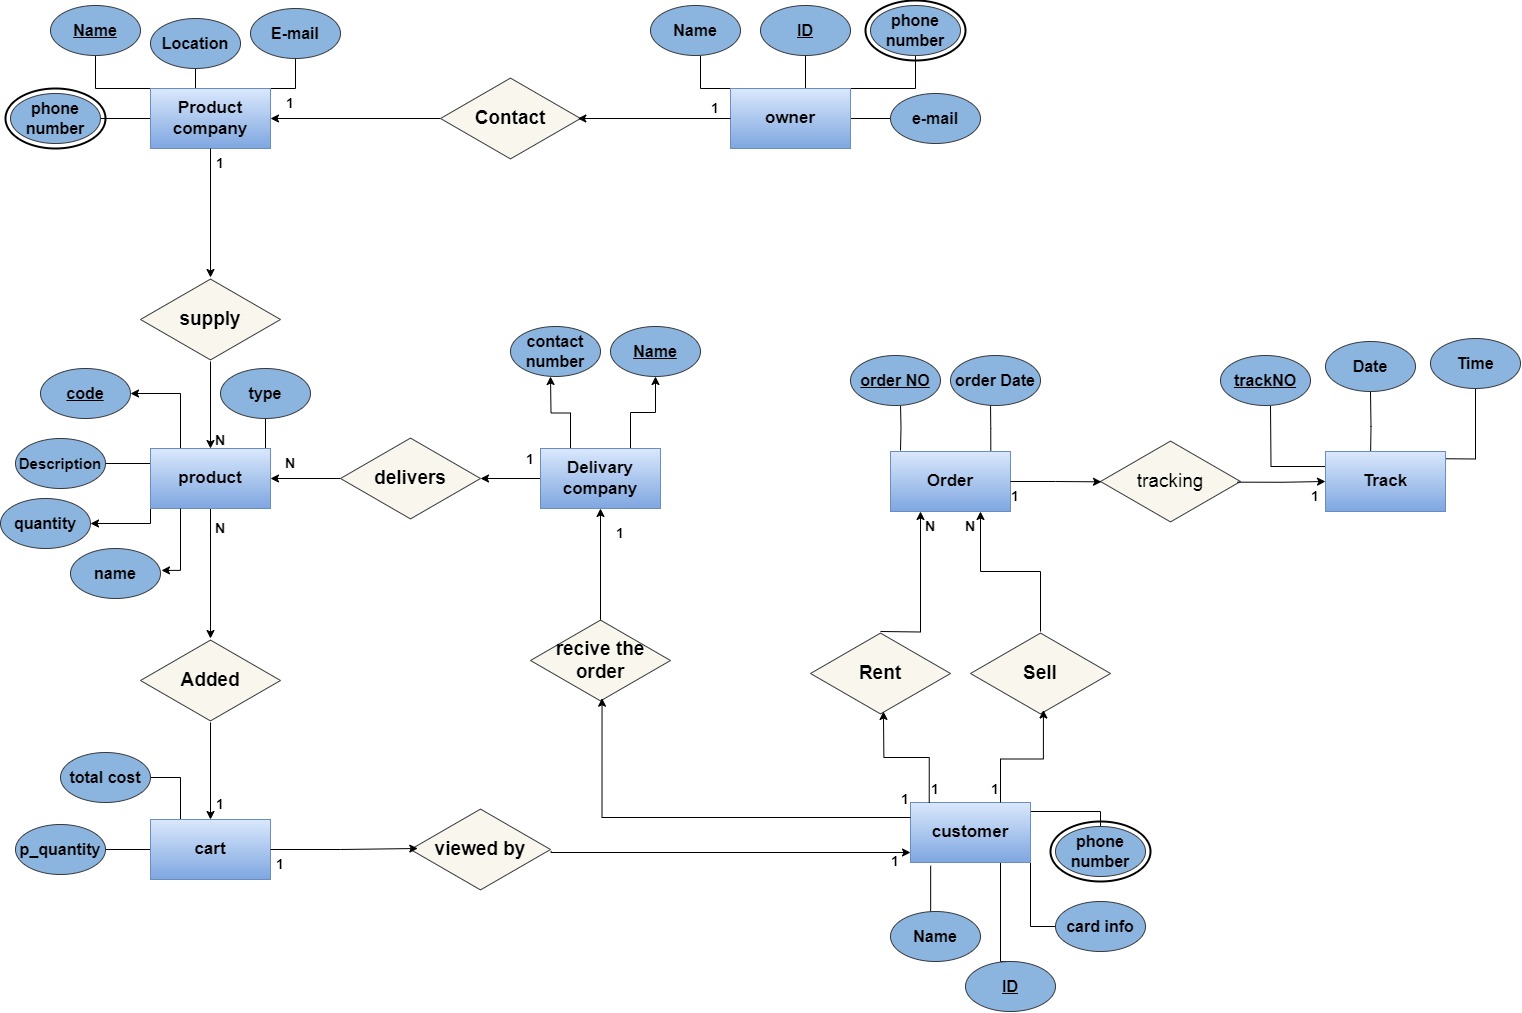 Name
Location
E-mail
phone
number
Product
company
1
1
Contact
Name
ID
phone
number
1
owner
e-mail
supply
code
type
N
Description
product
N
quantity
N
name
delivers
contact
number
Name
1
Delivary
company
1
recive the
order
order NO
order Date
Order
1
N
N
tracking
trackNO
Date
Time
1
Track
Rent
Sell
Added
total cost
1
p_quantity
cart
1
viewed by
1
1
1
1
customer
phone
number
card info
Name
ID